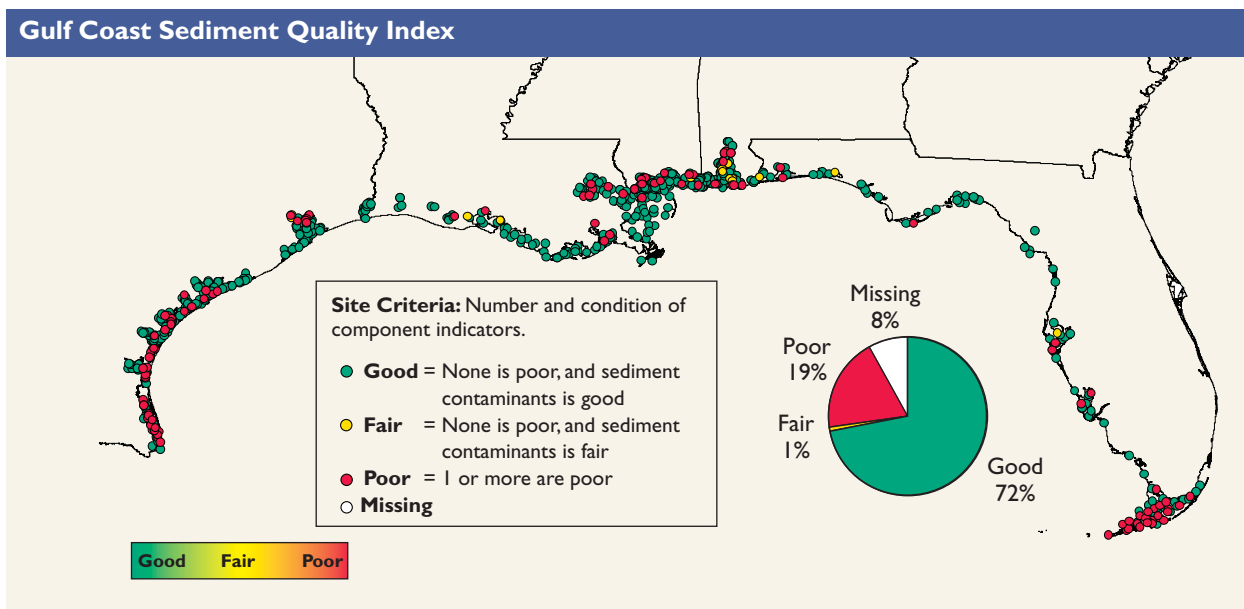 Gulf Coast Sediment Quality Index
Site Criteria: Number and condition of
component indicators.
Good = None is poor, and sediment
contaminants is good
Fair = None is poor, and sediment
contaminants is fair
Poor = 1 or more are poor
Missing
Missing
8%
Poor
19%
Fair
1%
Good
72%
Good Fair Poor